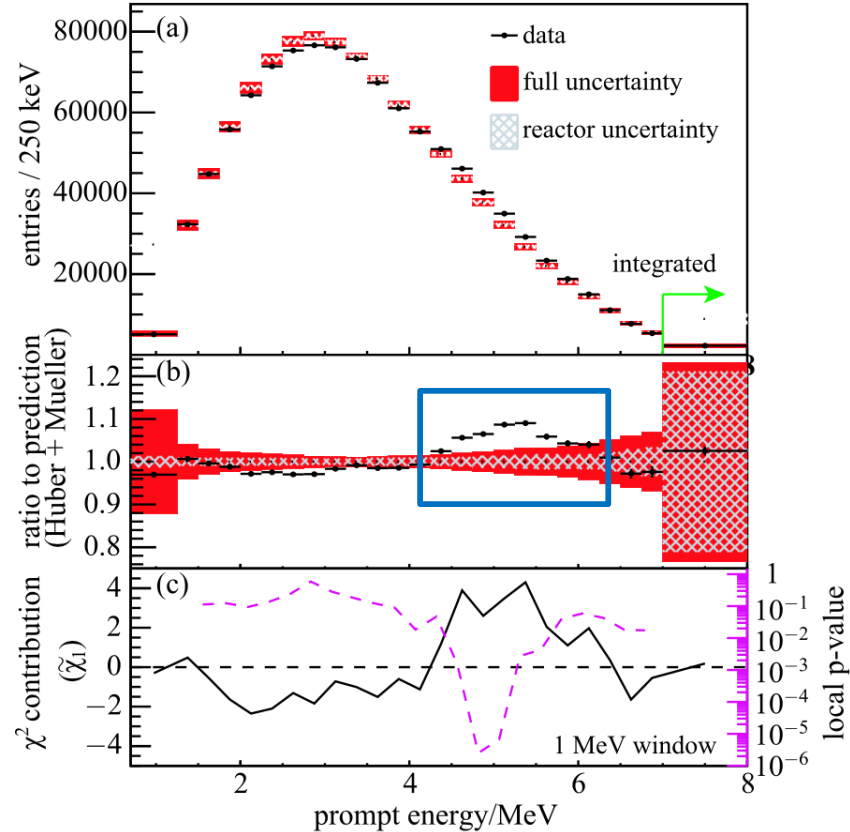 (a)
80000
60000
40000
20000
entries / 250 keV
data
full uncertainty
reactor uncertainty
integrated
(b)
1.2
1.1
1.0
0.9
0.8
ratio to prediction
(Huber + Mueller)
(c)
4
2
0
−2
−4
χ² contribution
(χ̃₁)
1
10⁻¹
10⁻²
10⁻³
10⁻⁴
10⁻⁵
10⁻⁶
local p-value
1 MeV window
2
4
6
8
prompt energy/MeV